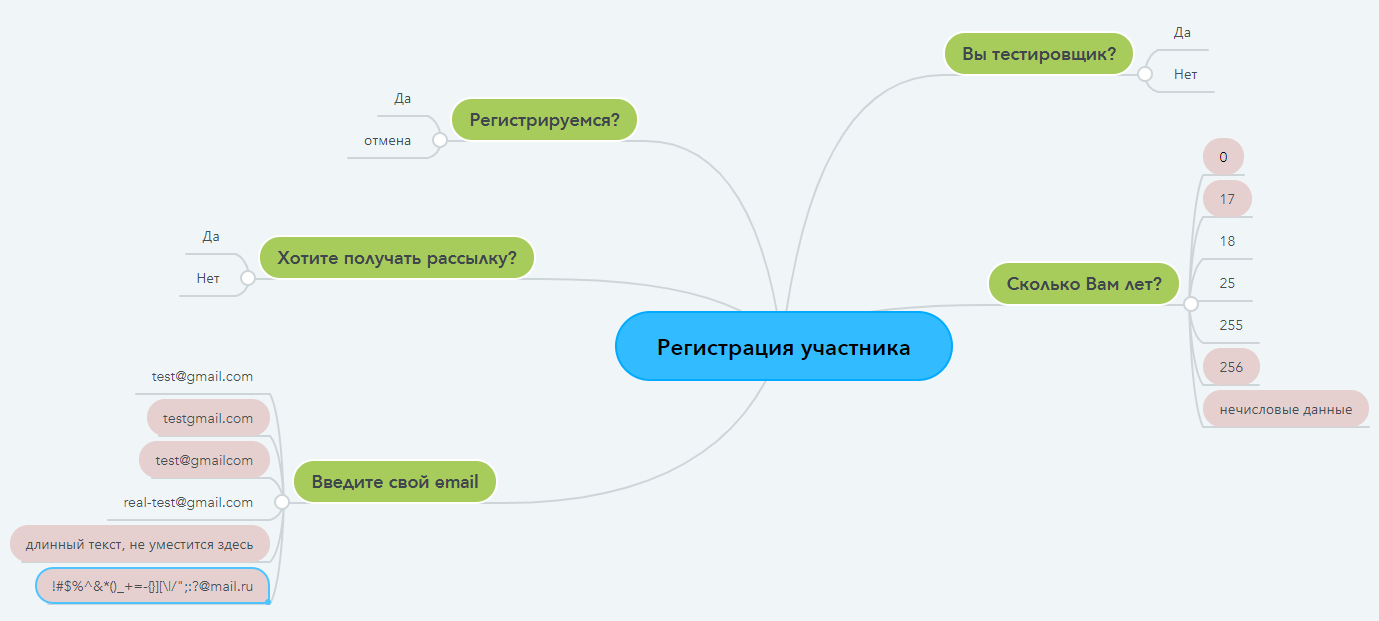 Регистрация участника
Вы тестировщик?
Да
Нет
Сколько Вам лет?
0
17
18
25
255
256
нечисловые данные
Регистрируемся?
Да
отмена
Хотите получать рассылку?
Да
Нет
Введите свой email
test@gmail.com
testgmail.com
test@gmailcom
real-test@gmail.com
длинный текст, не уместится здесь
!#$%^&*()_+=-{}][\|/";:?@mail.ru